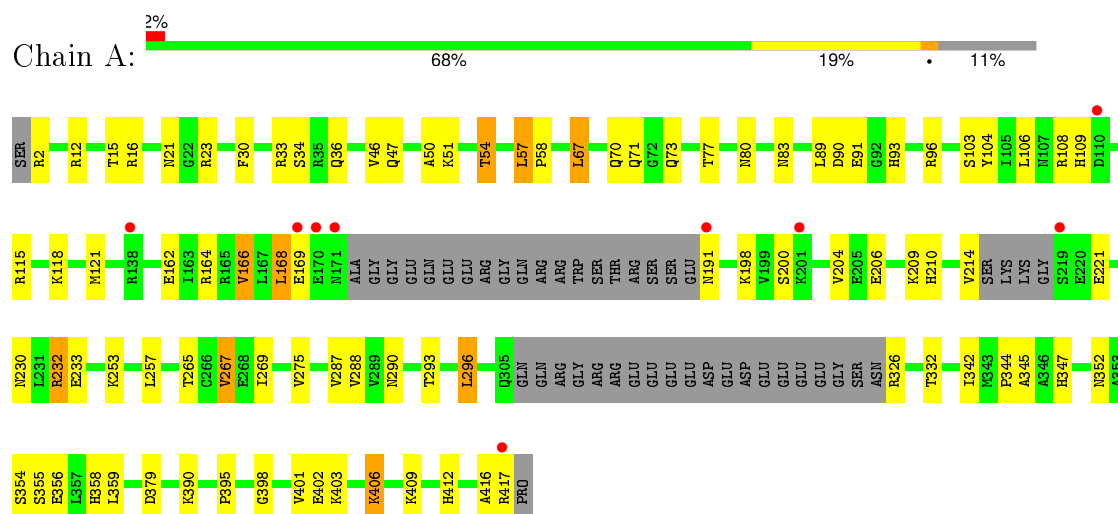 2%
Chain A:
68% 19% • 11%
SER R2 R12 T15 R16 N21 G22 R23 F30 R33 S34 R35 Q36 V46 Q47 A50 K51 T54 L57 P58 L67 Q70 Q71 G72 Q73 T77 N80 N83 L89 D90 E91 G92 H93 R96 S103 Y104 I105 L106 N107 R108 H109 D110
R115 K118 M121 R138 E162 I163 R164 R165 V166 L167 L168 E169 E170 N171 ALA GLY GLY GLU GLN GLU GLU ARG GLY GLN ARG ARG TRP SER THR ARG SER SER GLU N191 K198 V199 S200 K201 V204 E205 E206 K209 H210 V214 SER LYS LYS GLY S219 E220 E221
N230 L231 R232 E233 K253 L257 T265 C266 V267 E268 I269 V275 V287 V288 V289 N290 T293 L296 Q305 GLN GLN ARG GLY ARG ARG GLU GLU GLU GLU ASP GLU ASP GLU GLU GLU GLU GLY SER ASN R326 T332 I342 M343 P344 A345 A346 H347 N352 A353
S354 S355 E356 L357 H358 L359 D379 K390 P395 G398 V401 E402 K403 K406 K409 H412 A416 R417 PRO